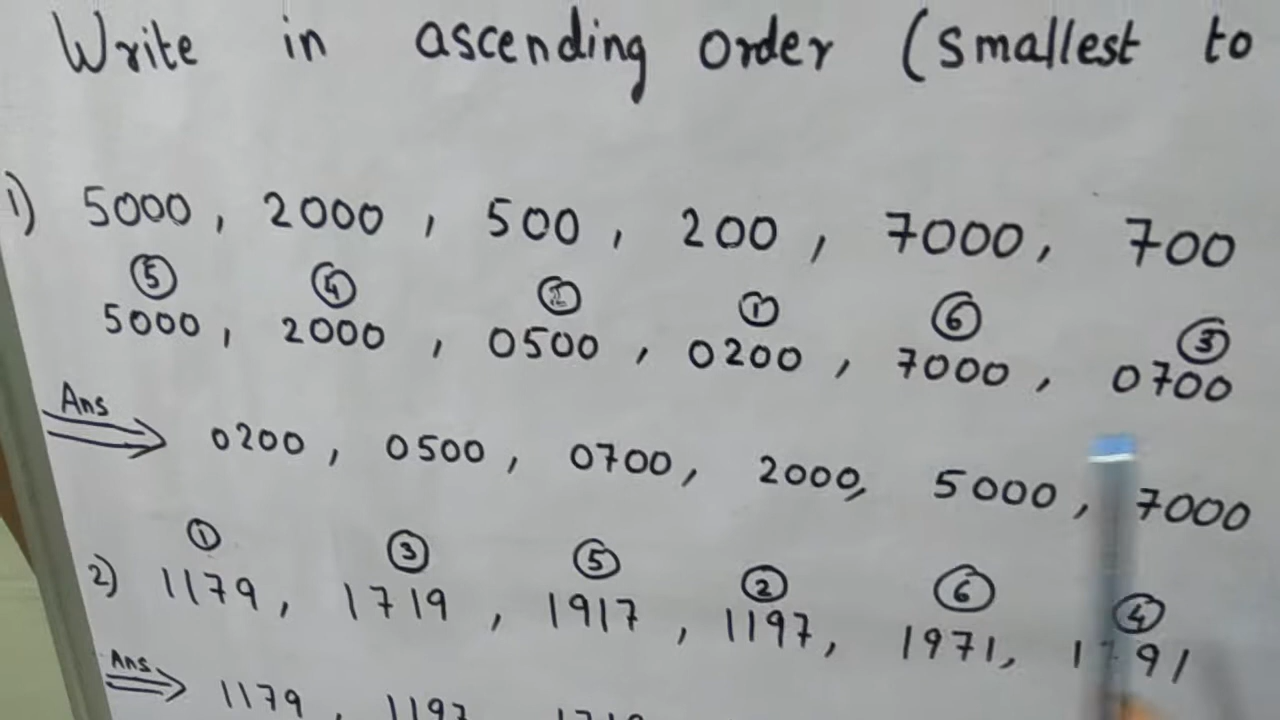 Write in ascending order (smallest to
1) 5000, 2000, 500, 200, 7000, 700
5 4 2 1 6 3
5000, 2000, 0500, 0200, 7000, 0700
Ans
0200, 0500, 0700, 2000, 5000, 7000
1 3 5 2 6 4
2) 1179, 1719, 1917, 1197, 1971,
Ans
1179, 1197, 1719